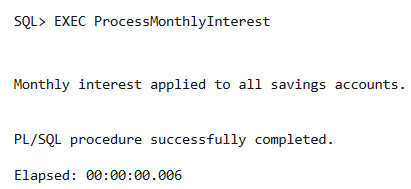 SQL> EXEC ProcessMonthlyInterest
Monthly interest applied to all savings accounts.
PL/SQL procedure successfully completed.
Elapsed: 00:00:00.006